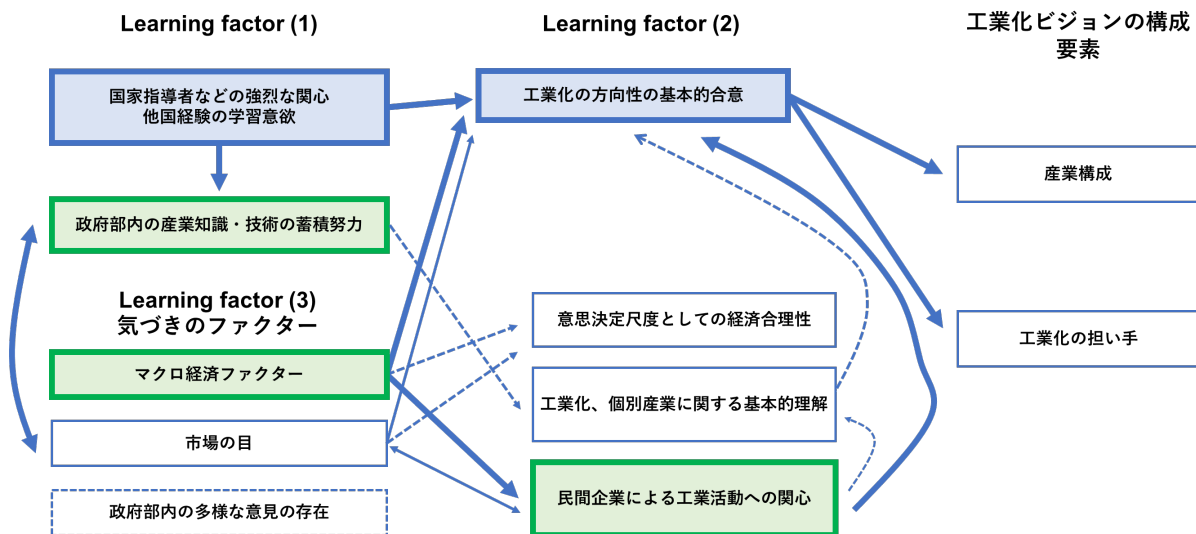 Learning factor (1)
国家指導者などの強烈な関心
他国経験の学習意欲
政府部内の産業知識・技術の蓄積努力
Learning factor (3)
気づきのファクター
マクロ経済ファクター
市場の目
政府部内の多様な意見の存在
Learning factor (2)
工業化の方向性の基本的合意
意思決定尺度としての経済合理性
工業化、個別産業に関する基本的理解
民間企業による工業活動への関心
工業化ビジョンの構成
要素
産業構成
工業化の担い手